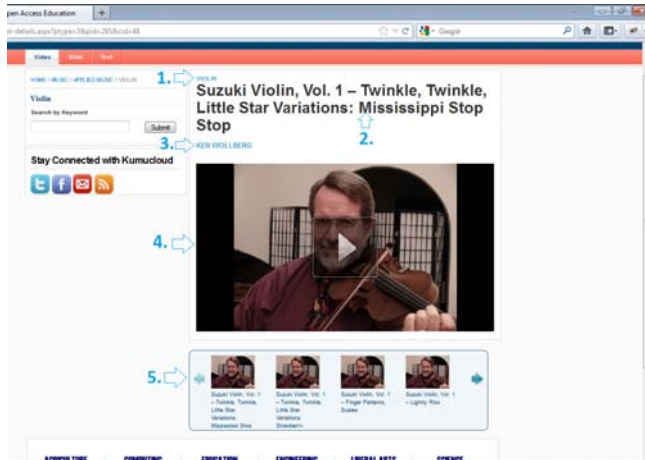 pen Access Education
Google
Video
Text
HOME > MUSIC > APPLIED MUSIC > VIOLIN
Violin
Search by Keyword
Submit
Stay Connected with Kumucloud
1.
VIOLIN
Suzuki Violin, Vol. 1 – Twinkle, Twinkle,
Little Star Variations: Mississippi Stop
Stop
2.
3.
KEN WOLLBERG
4.
5.
Suzuki Violin, Vol. 1
– Twinkle, Twinkle,
Little Star
Variations:
Mississippi Stop
Suzuki Violin, Vol. 1
– Twinkle, Twinkle,
Little Star
Variations:
Strawberry
Suzuki Violin, Vol. 1
– Finger Patterns,
Scales
Suzuki Violin, Vol. 1
– Lightly Row
AGRICULTURE
COMPUTING
EDUCATION
ENGINEERING
LIBERAL ARTS
SCIENCE